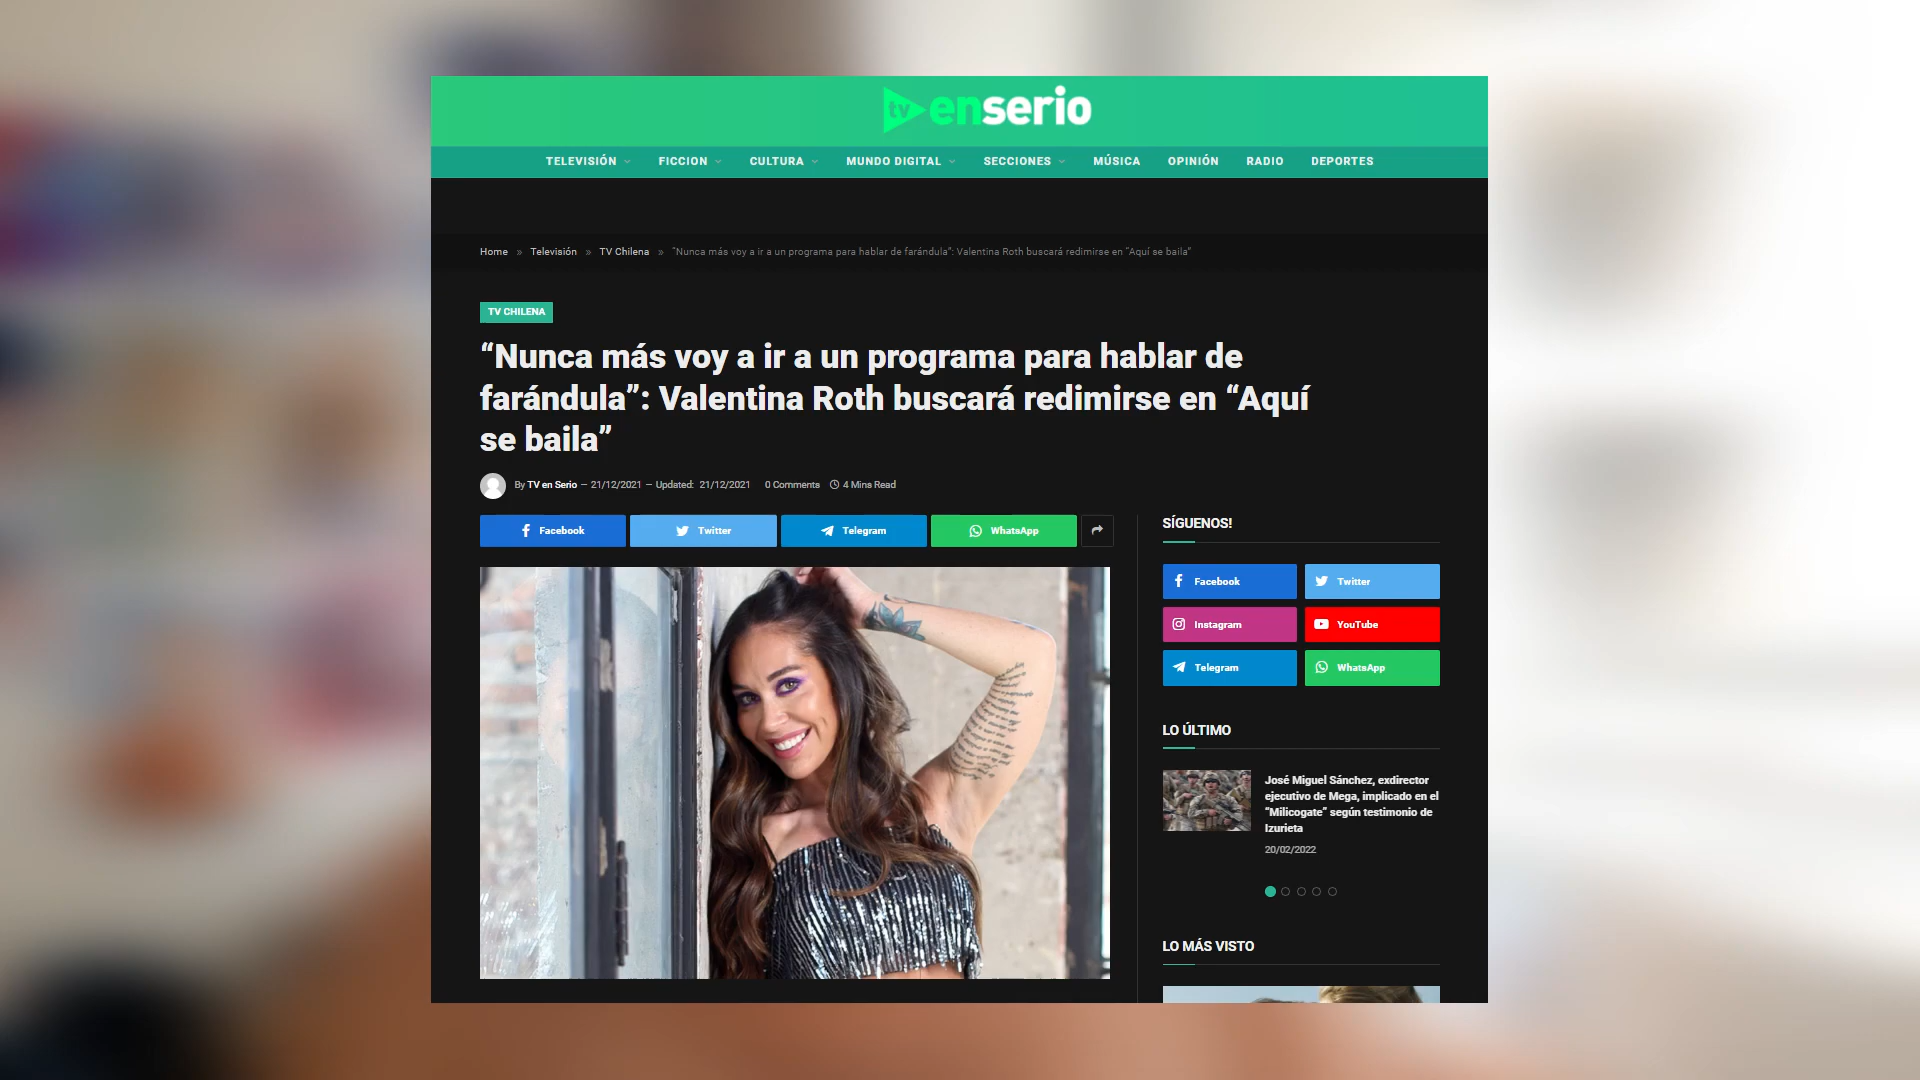 tv enserio
TELEVISIÓN FICCION CULTURA MUNDO DIGITAL SECCIONES MÚSICA OPINIÓN RADIO DEPORTES
Home » Televisión » TV Chilena » “Nunca más voy a ir a un programa para hablar de farándula”: Valentina Roth buscará redimirse en “Aquí se baila”
TV CHILENA
“Nunca más voy a ir a un programa para hablar de
farándula”: Valentina Roth buscará redimirse en “Aquí
se baila”
By TV en Serio — 21/12/2021 — Updated: 21/12/2021 0 Comments 4 Mins Read
Facebook Twitter Telegram WhatsApp
SÍGUENOS!
Facebook Twitter
Instagram YouTube
Telegram WhatsApp
LO ÚLTIMO
José Miguel Sánchez, exdirector
ejecutivo de Mega, implicado en el
“Milicogate” según testimonio de
Izurieta
20/02/2022
LO MÁS VISTO